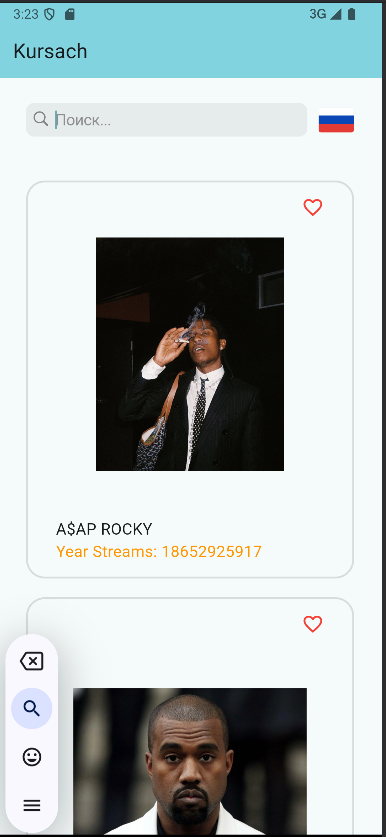 3:23
3G
Kursach
Поиск...
A$AP ROCKY
Year Streams: 18652925917